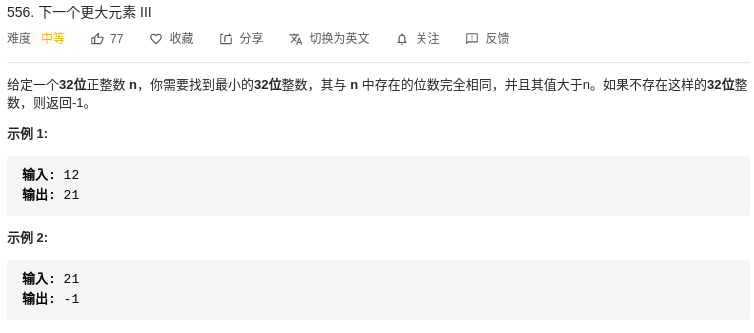 556. 下一个更大元素 III
难度 中等 77 收藏 分享 切换为英文 关注 反馈
给定一个32位正整数 n，你需要找到最小的32位整数，其与 n 中存在的位数完全相同，并且其值大于n。如果不存在这样的32位整
数，则返回-1。
示例 1:
输入: 12
输出: 21
示例 2:
输入: 21
输出: -1